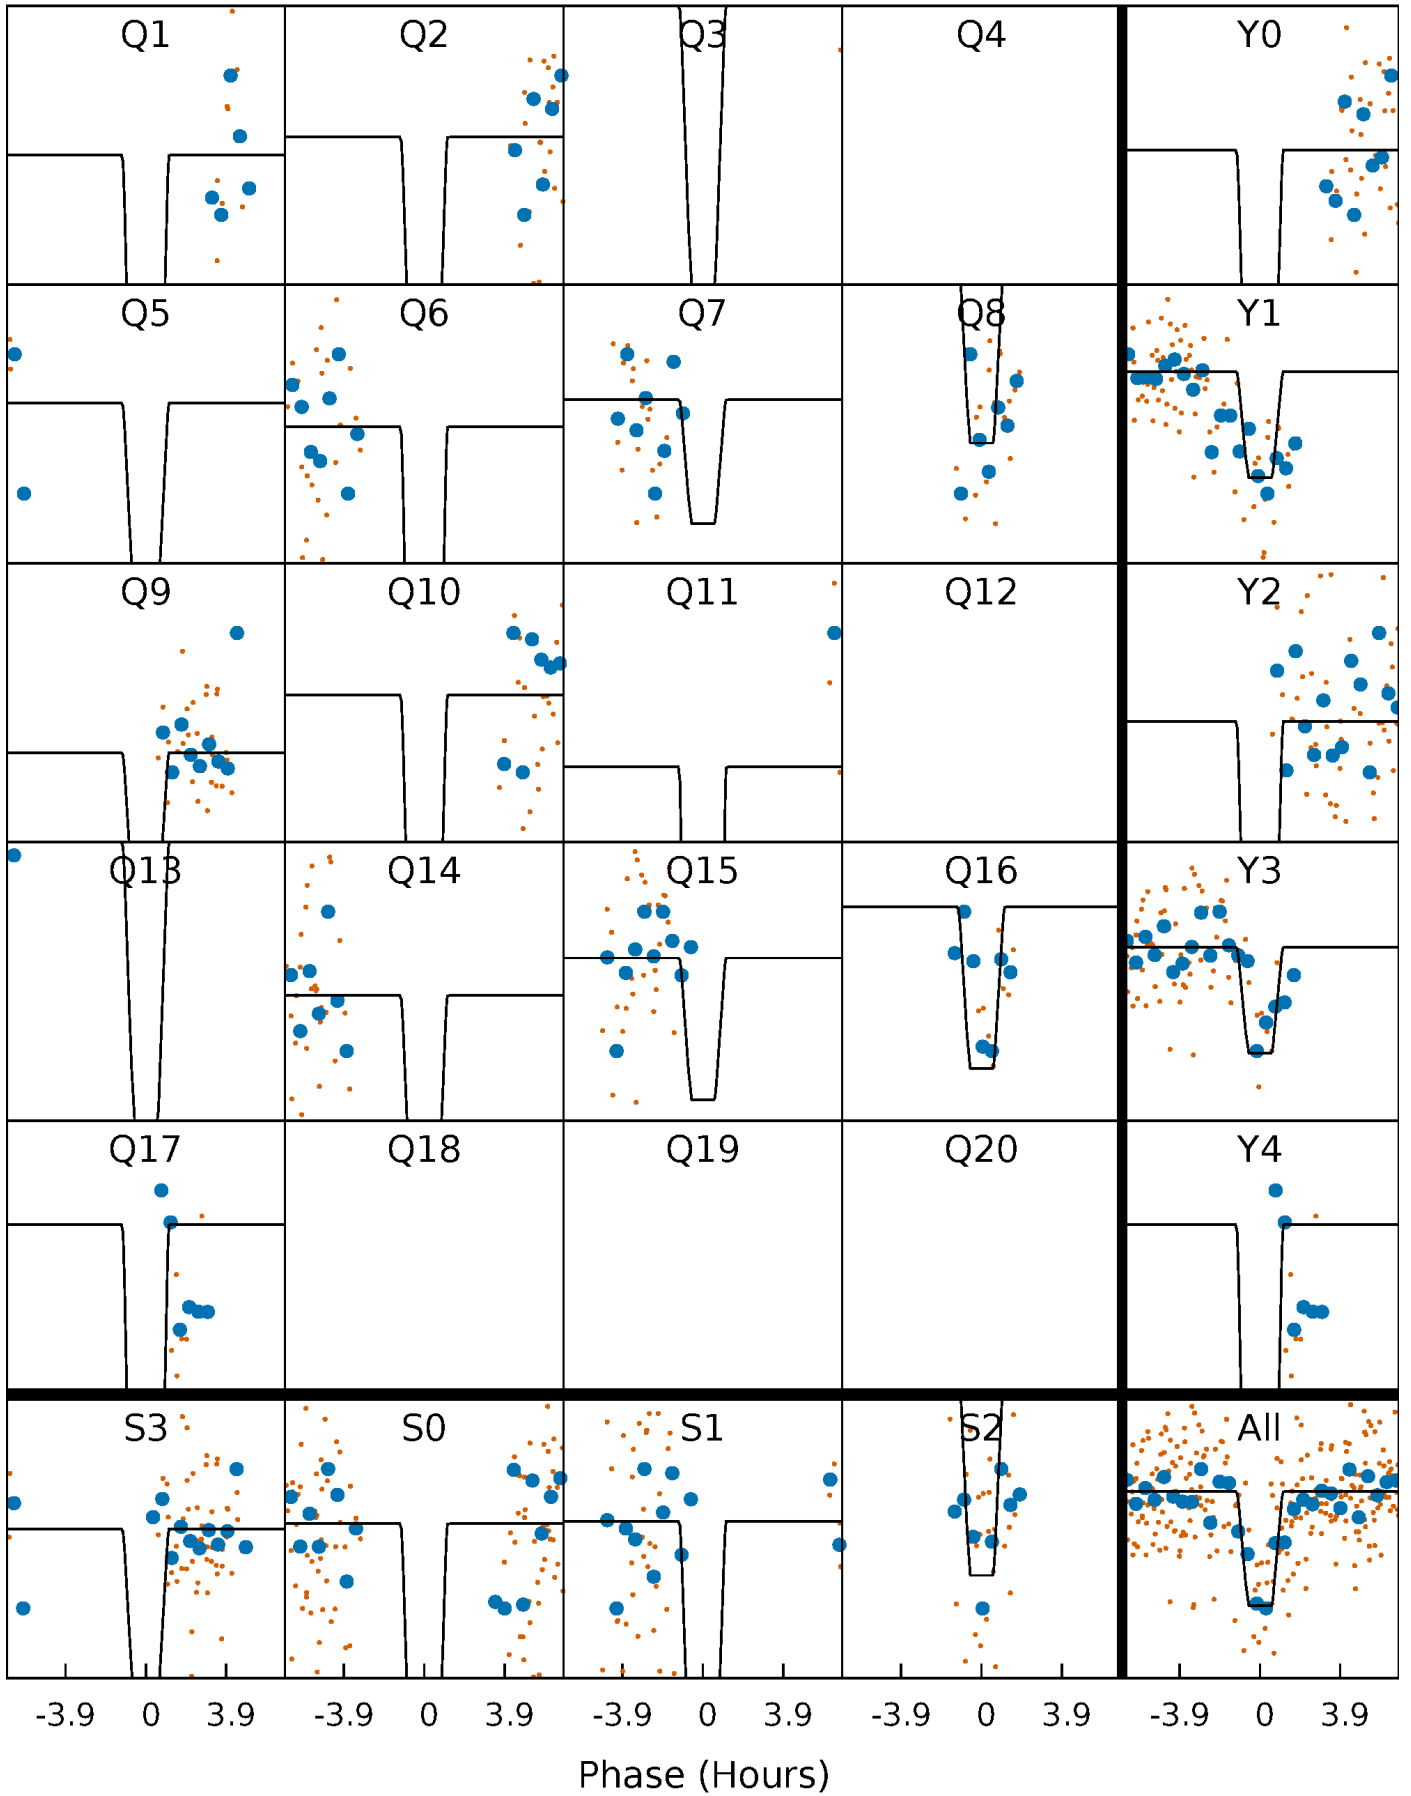 Q1 Q2 Q3 Q4 Y0
Q5 Q6 Q7 Q8 Y1
Q9 Q10 Q11 Q12 Y2
Q13 Q14 Q15 Q16 Y3
Q17 Q18 Q19 Q20 Y4
S3 S0 S1 S2 All
-3.9 0 3.9 -3.9 0 3.9 -3.9 0 3.9 -3.9 0 3.9 -3.9 0 3.9
Phase (Hours)